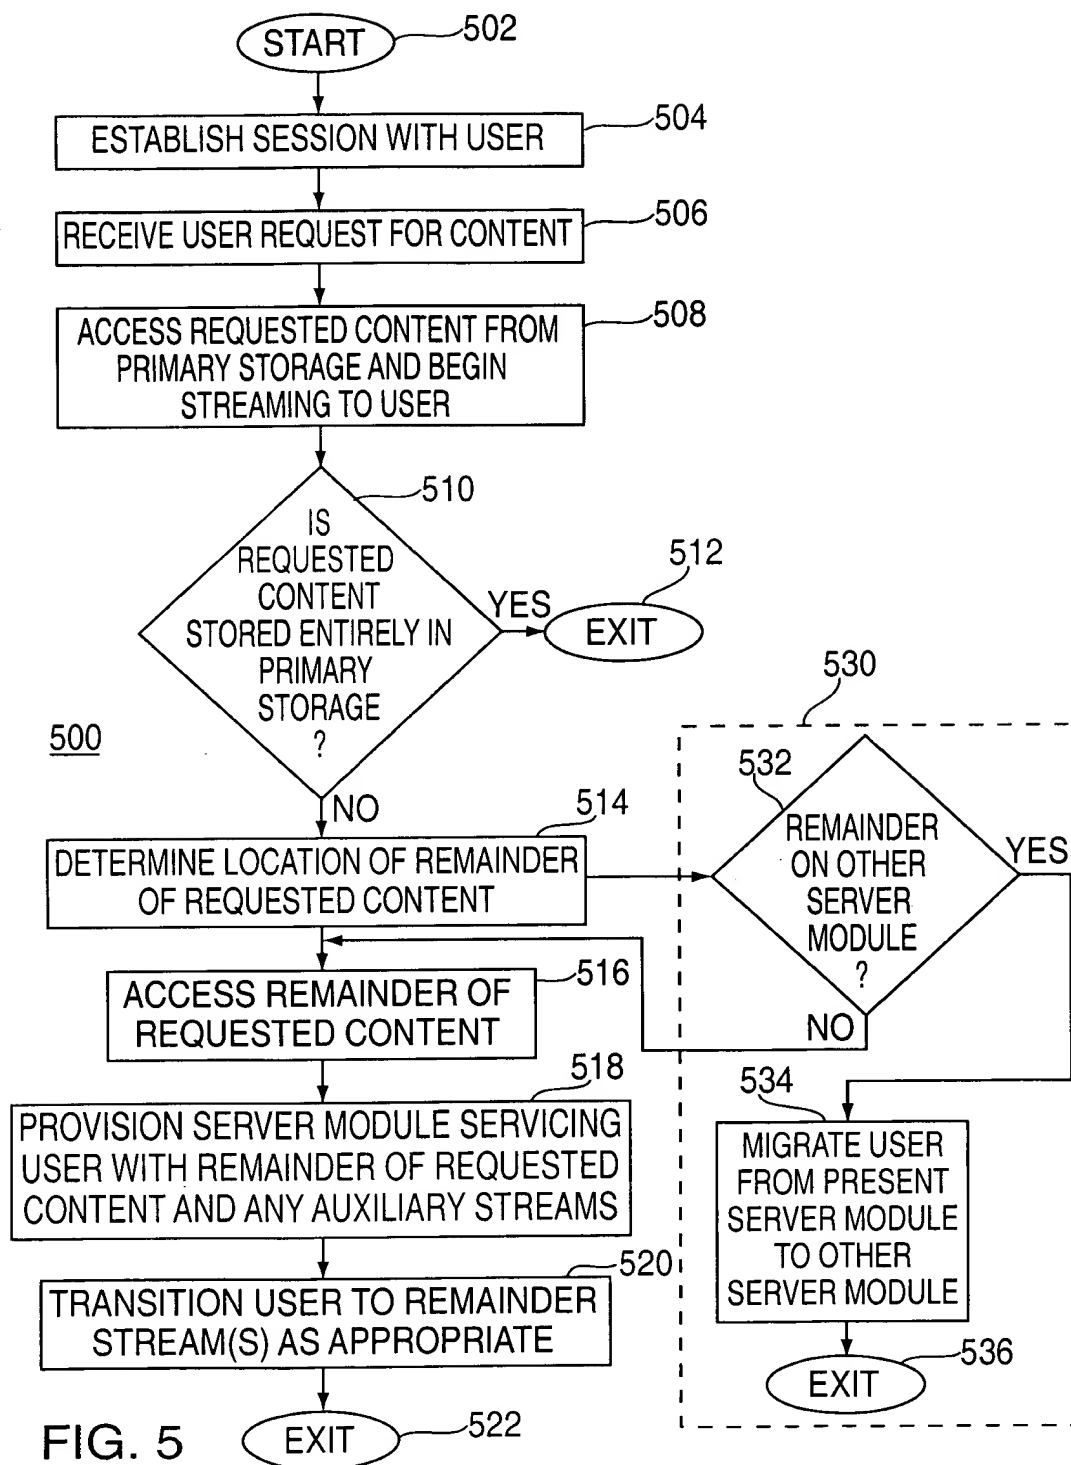 START
502
ESTABLISH SESSION WITH USER
504
RECEIVE USER REQUEST FOR CONTENT
506
ACCESS REQUESTED CONTENT FROM
PRIMARY STORAGE AND BEGIN
STREAMING TO USER
508
510
IS
REQUESTED
CONTENT
STORED ENTIRELY IN
PRIMARY
STORAGE
?
YES
512
EXIT
500
NO
514
DETERMINE LOCATION OF REMAINDER
OF REQUESTED CONTENT
530
532
REMAINDER
ON OTHER
SERVER
MODULE
?
YES
NO
516
ACCESS REMAINDER OF
REQUESTED CONTENT
518
PROVISION SERVER MODULE SERVICING
USER WITH REMAINDER OF REQUESTED
CONTENT AND ANY AUXILIARY STREAMS
534
MIGRATE USER
FROM PRESENT
SERVER MODULE
TO OTHER
SERVER MODULE
520
TRANSITION USER TO REMAINDER
STREAM(S) AS APPROPRIATE
536
EXIT
522
EXIT
FIG. 5